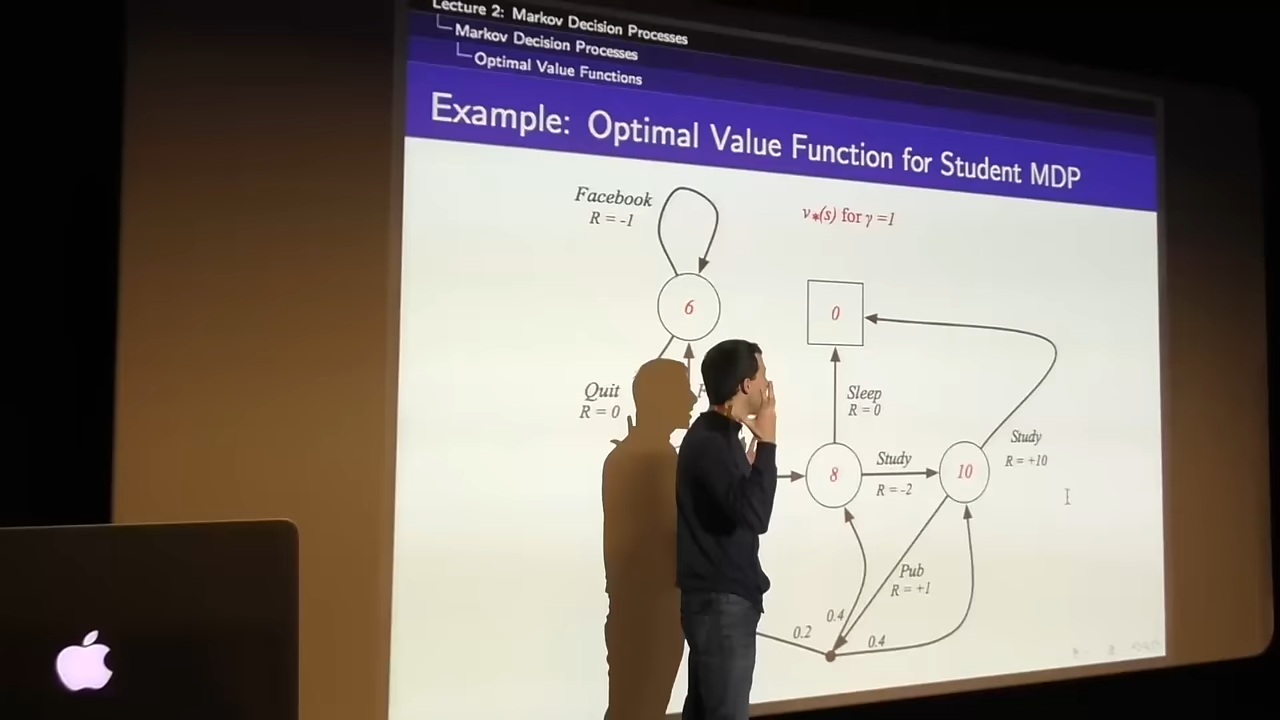 Lecture 2: Markov Decision Processes
Markov Decision Processes
Optimal Value Functions
Example: Optimal Value Function for Student MDP
Facebook
R = -1
v*(s) for γ =1
6
0
Quit
R = 0
F
Sleep
R = 0
8
Study
R = -2
10
Study
R = +10
Pub
R = +1
0.4
0.2
0.4